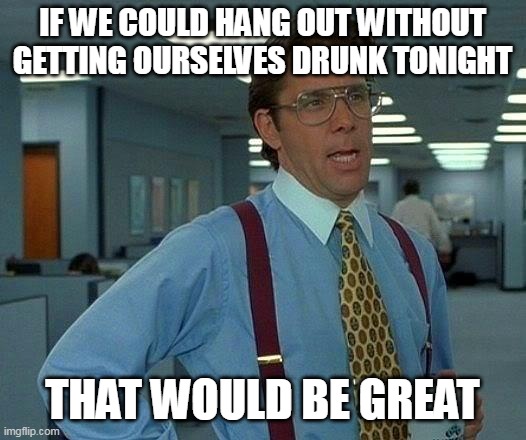 IF WE COULD HANG OUT WITHOUT
GETTING OURSELVES DRUNK TONIGHT
THAT WOULD BE GREAT
imgflip.com